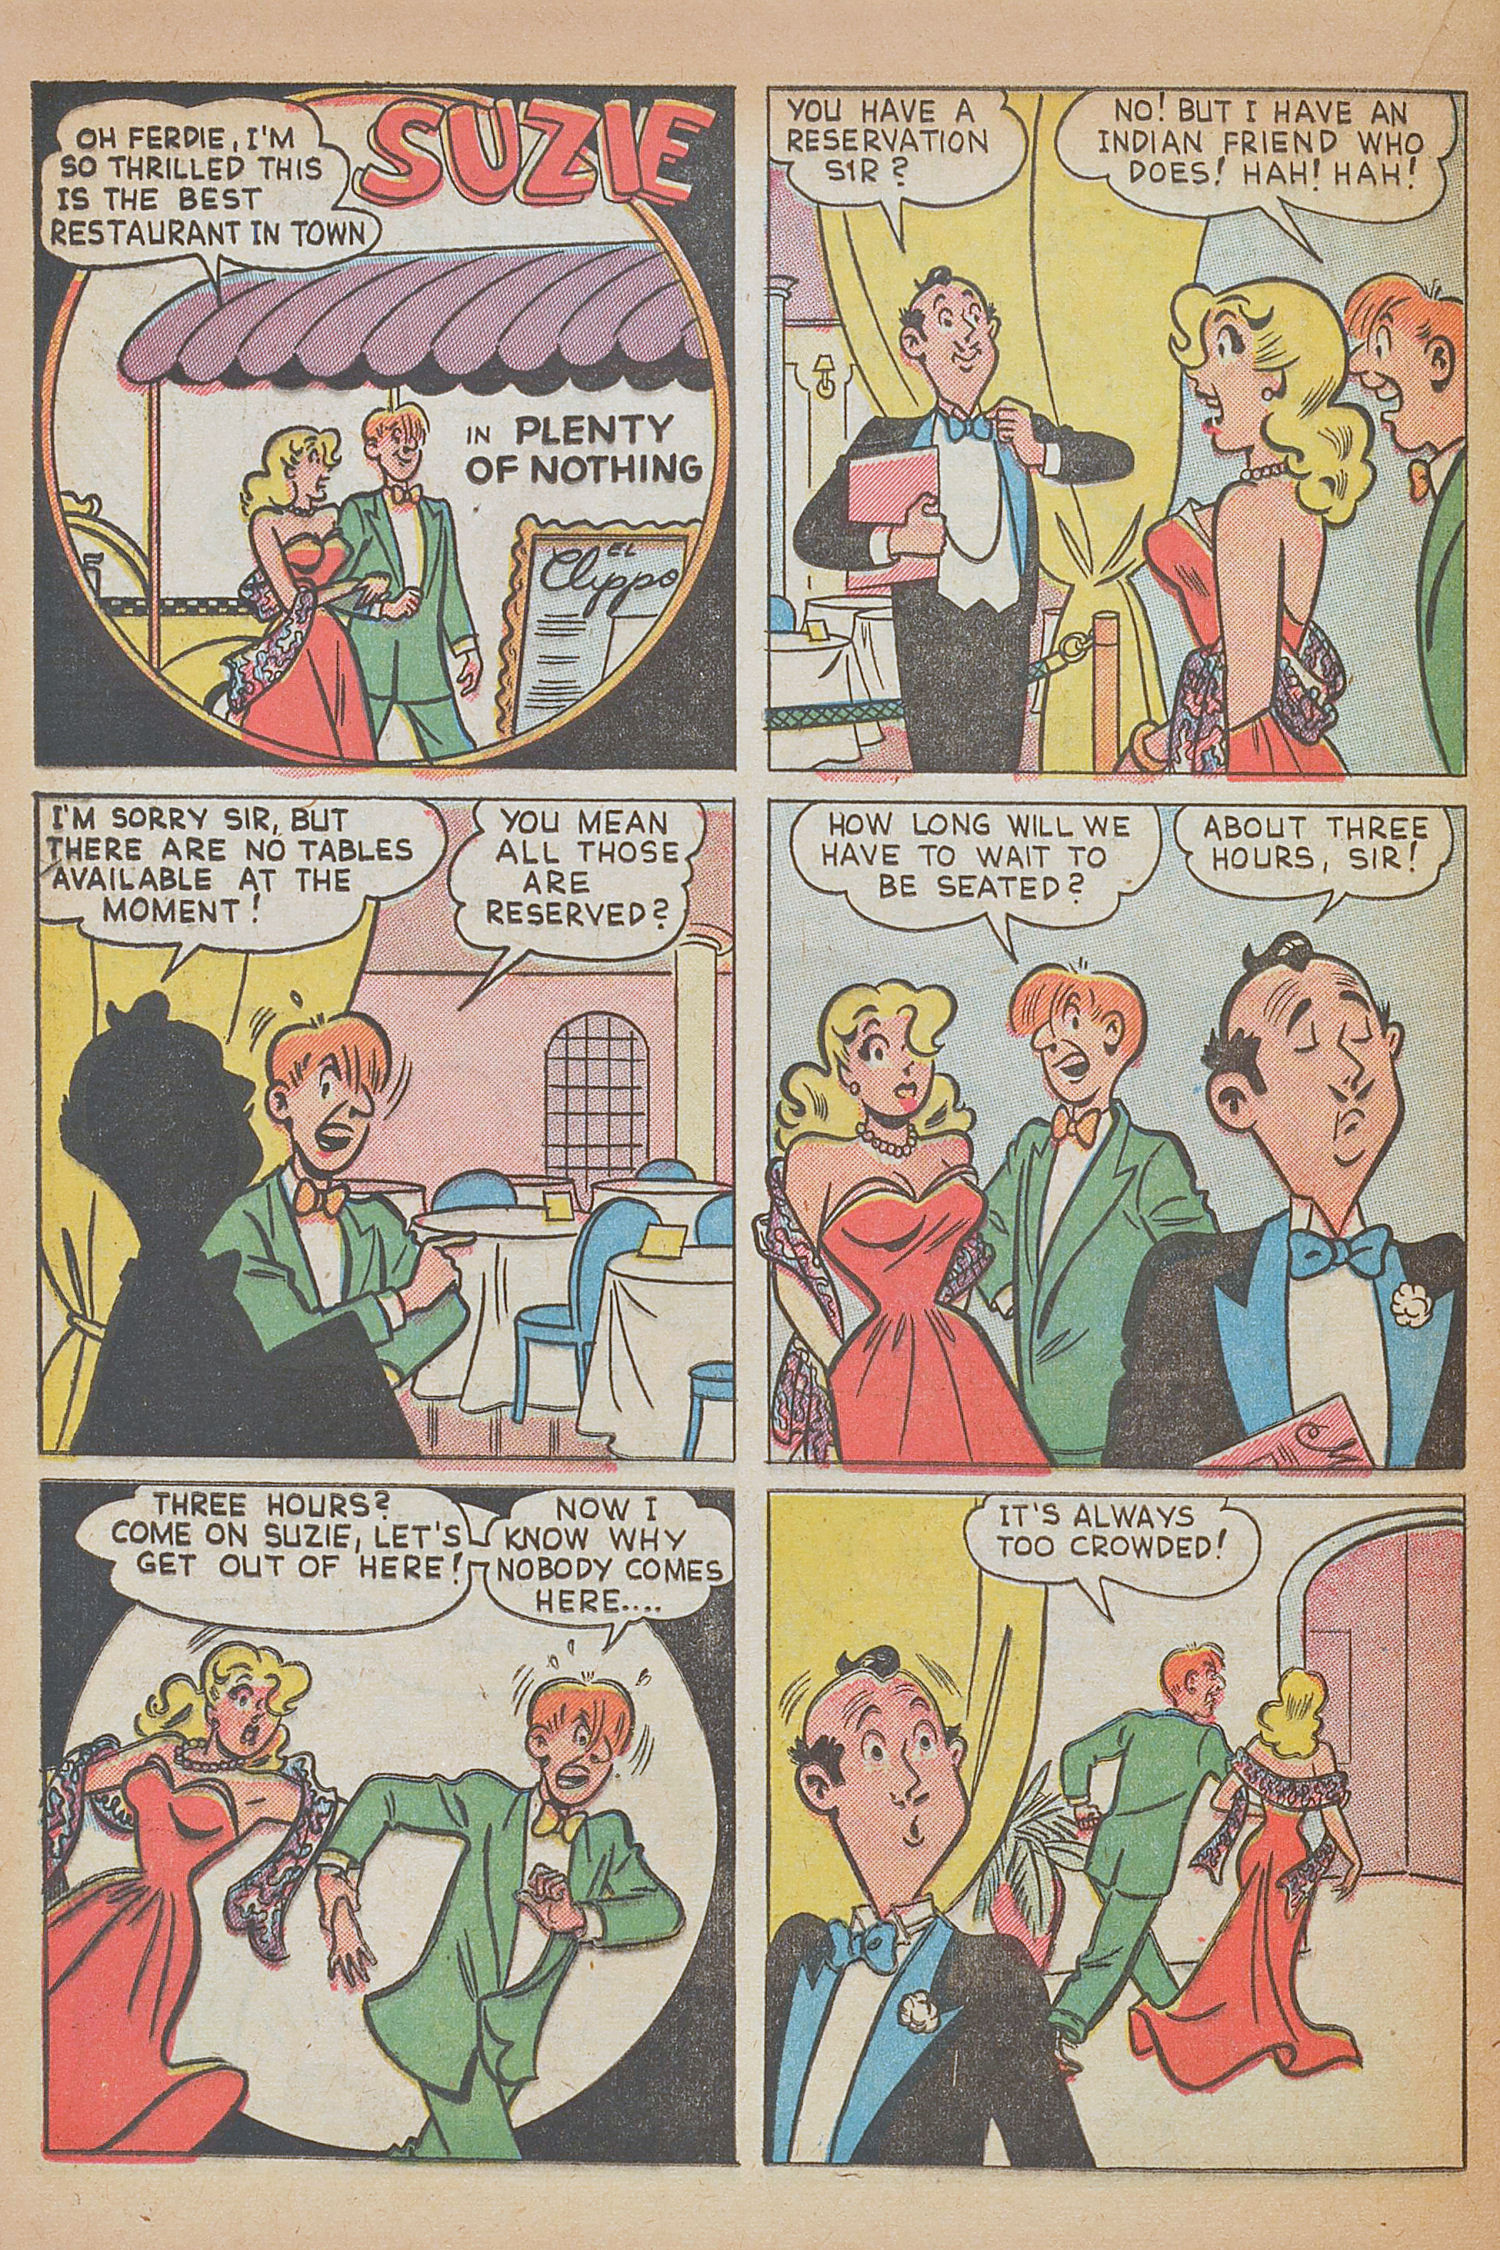 SUZIE
OH FERDIE, I'M
SO THRILLED THIS
IS THE BEST
RESTAURANT IN TOWN
IN PLENTY
OF NOTHING
EL
Clippo
YOU HAVE A
RESERVATION
SIR?
NO! BUT I HAVE AN
INDIAN FRIEND WHO
DOES! HAH! HAH!
I'M SORRY SIR, BUT
THERE ARE NO TABLES
AVAILABLE AT THE
MOMENT!
YOU MEAN
ALL THOSE
ARE
RESERVED?
HOW LONG WILL WE
HAVE TO WAIT TO
BE SEATED?
ABOUT THREE
HOURS, SIR!
THREE HOURS?
COME ON SUZIE, LET'S
GET OUT OF HERE!
NOW I
KNOW WHY
NOBODY COMES
HERE....
IT'S ALWAYS
TOO CROWDED!